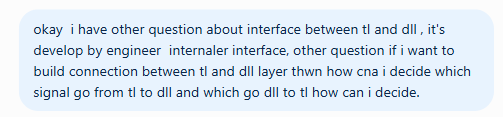 okay  i have other question about interface between tl and dll , it's
develop by engineer  internaler interface, other question if i want to
build connection between tl and dll layer thwn how cna i decide which
signal go from tl to dll and which go dll to tl how can i decide.